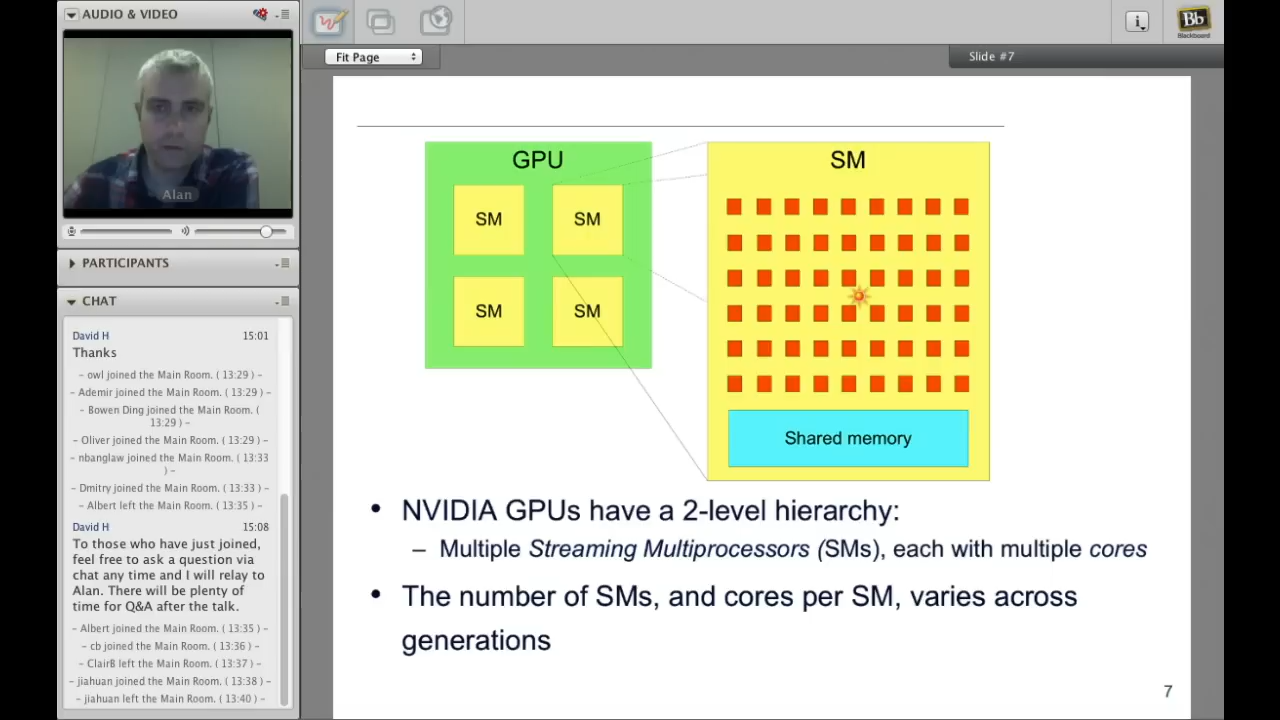 AUDIO & VIDEO
Alan
PARTICIPANTS
CHAT
David H 15:01
Thanks
– owl joined the Main Room. ( 13:29 ) –
- Ademir joined the Main Room. ( 13:29 ) –
– Bowen Ding joined the Main Room. (
13:29 ) –
– Oliver joined the Main Room. ( 13:29 ) –
- nbanglaw joined the Main Room. ( 13:33
) –
– Dmitry joined the Main Room. ( 13:33 ) –
– Albert left the Main Room. ( 13:35 ) –
David H 15:08
To those who have just joined,
feel free to ask a question via
chat any time and I will relay to
Alan. There will be plenty of
time for Q&A after the talk.
– Albert joined the Main Room. ( 13:35 ) –
– cb joined the Main Room. ( 13:36 ) –
– ClairB left the Main Room. ( 13:37 ) –
- jiahuan joined the Main Room. ( 13:38 ) –
– jiahuan left the Main Room. ( 13:40 ) –
Fit Page
Slide #7
i
Bb
Blackboard
GPU
SM
SM
SM
SM
SM
Shared memory
• NVIDIA GPUs have a 2-level hierarchy:
– Multiple Streaming Multiprocessors (SMs), each with multiple cores
• The number of SMs, and cores per SM, varies across
generations
7